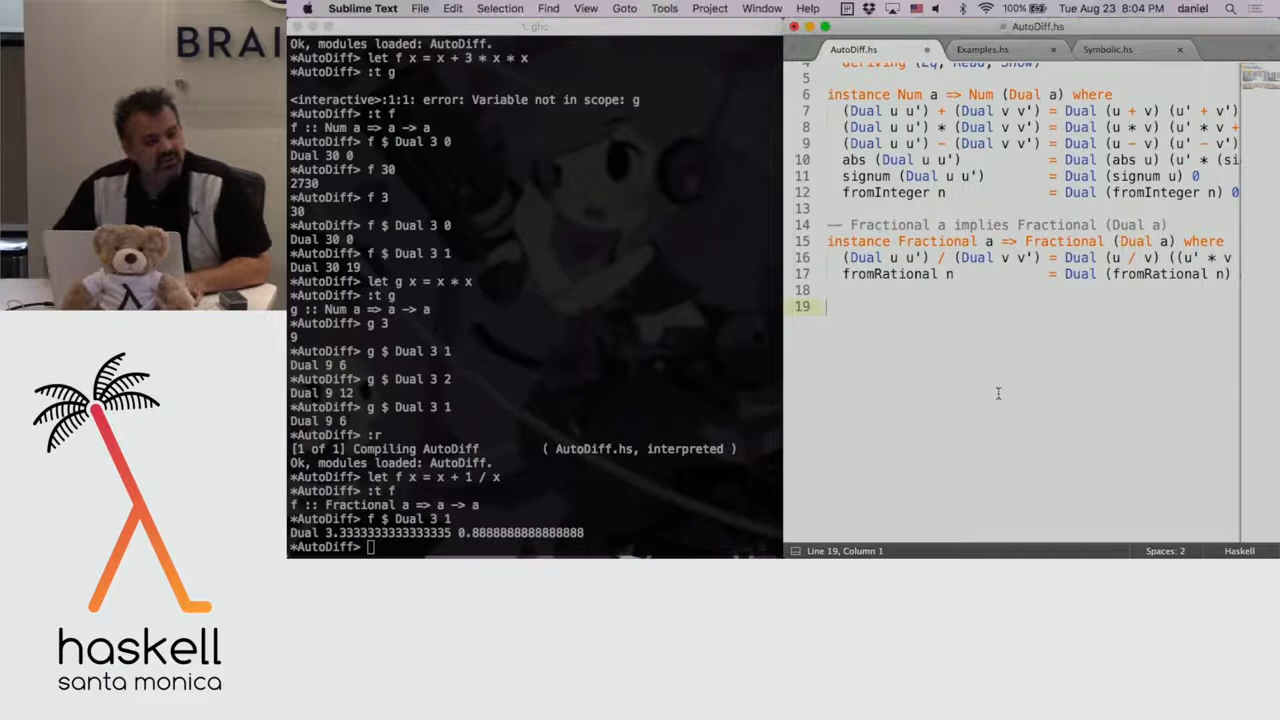 BRAI
Sublime Text File Edit Selection Find View Goto Tools Project Window Help 100% Tue Aug 23 8:04 PM daniel
ghc
Ok, modules loaded: AutoDiff.
*AutoDiff> let f x = x + 3 * x * x
*AutoDiff> :t g
<interactive>:1:1: error: Variable not in scope: g
*AutoDiff> :t f
f :: Num a => a -> a
*AutoDiff> f $ Dual 3 0
Dual 30 0
*AutoDiff> f 30
2730
*AutoDiff> f 3
30
*AutoDiff> f $ Dual 3 0
Dual 30 0
*AutoDiff> f $ Dual 3 1
Dual 30 19
*AutoDiff> let g x = x * x
*AutoDiff> :t g
g :: Num a => a -> a
*AutoDiff> g 3
9
*AutoDiff> g $ Dual 3 1
Dual 9 6
*AutoDiff> g $ Dual 3 2
Dual 9 12
*AutoDiff> g $ Dual 3 1
Dual 9 6
*AutoDiff> :r
[1 of 1] Compiling AutoDiff ( AutoDiff.hs, interpreted )
Ok, modules loaded: AutoDiff.
*AutoDiff> let f x = x + 1 / x
*AutoDiff> :t f
f :: Fractional a => a -> a
*AutoDiff> f $ Dual 3 1
Dual 3.3333333333333335 0.8888888888888888
*AutoDiff>
AutoDiff.hs
AutoDiff.hs Examples.hs Symbolic.hs
4 deriving (Eq, Read, Show)
5
6 instance Num a => Num (Dual a) where
7 (Dual u u') + (Dual v v') = Dual (u + v) (u' + v')
8 (Dual u u') * (Dual v v') = Dual (u * v) (u' * v +
9 (Dual u u') - (Dual v v') = Dual (u - v) (u' - v')
10 abs (Dual u u') = Dual (abs u) (u' * (si
11 signum (Dual u u') = Dual (signum u) 0
12 fromInteger n = Dual (fromInteger n) 0
13
14 -- Fractional a implies Fractional (Dual a)
15 instance Fractional a => Fractional (Dual a) where
16 (Dual u u') / (Dual v v') = Dual (u / v) ((u' * v
17 fromRational n = Dual (fromRational n)
18
19
Line 19, Column 1 Spaces: 2 Haskell
haskell
santa monica